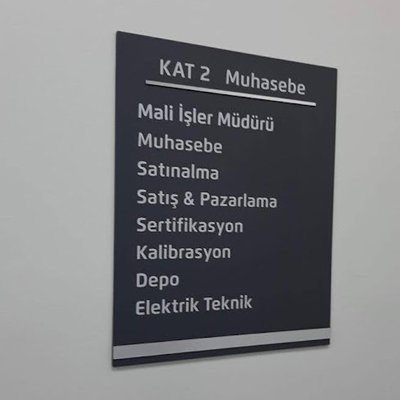 KAT 2 Muhasebe
Mali İşler Müdürü
Muhasebe
Satınalma
Satış & Pazarlama
Sertifikasyon
Kalibrasyon
Depo
Elektrik Teknik